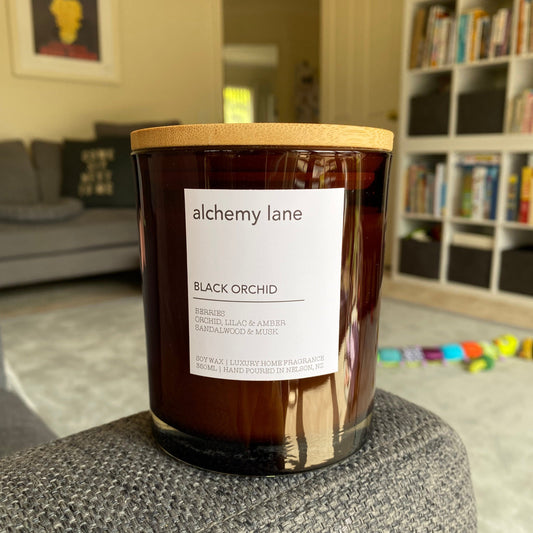 alchemy lane
BLACK ORCHID
BERRIES
ORCHID, LILAC & AMBER
SANDALWOOD & MUSK
SOY WAX | LUXURY HOME FRAGRANCE
360ML | HAND POURED IN NELSON, NZ